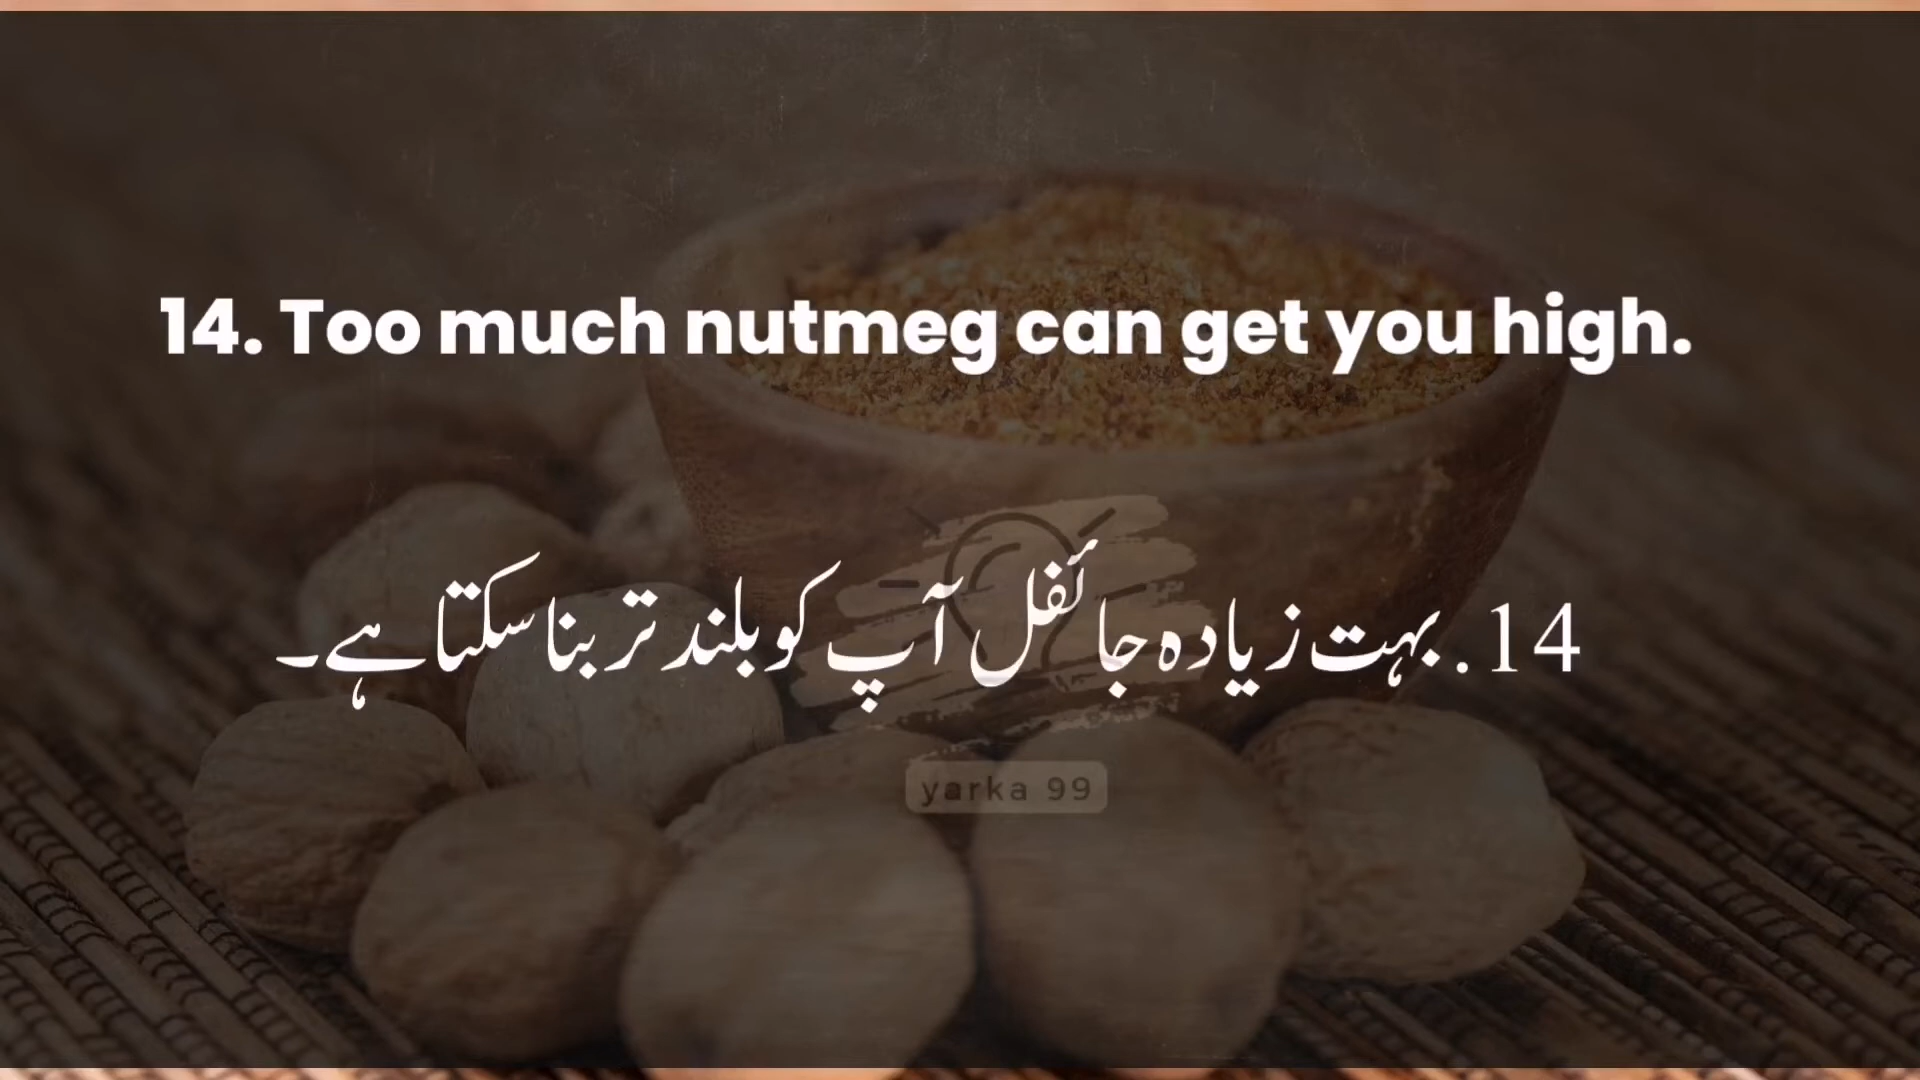 14. Too much nutmeg can get you high.
14. بہت زیادہ جائفل آپ کو بلند تر بنا سکتا ہے۔
yarka 99